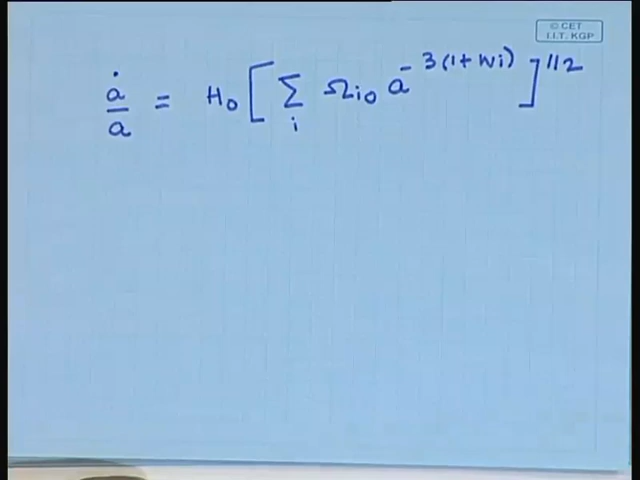 © CET
I.I.T. KGP
ȧ/a = H₀ [ Σᵢ Ωᵢ₀ a^-3(1+wi) ]^1/2